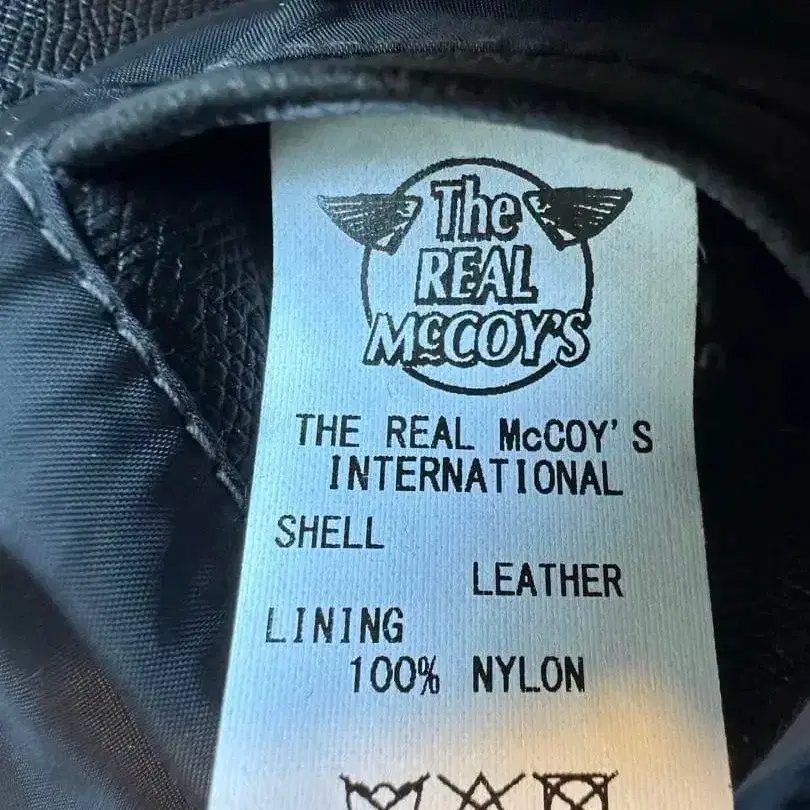 The
REAL
McCOY'S
THE REAL McCOY'S
INTERNATIONAL
SHELL
LEATHER
LINING
100% NYLON